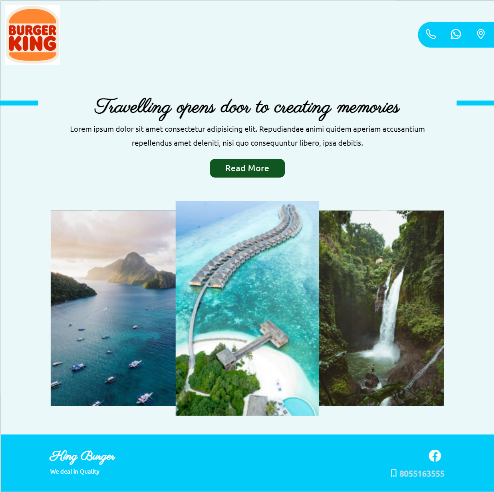 BURGER
KING
Travelling opens door to creating memories
Lorem ipsum dolor sit amet consectetur adipisicing elit. Repudiandae animi quidem aperiam accusantium
repellendus amet deleniti, nisi quo consequuntur libero, ipsa debitis.
Read More
King Burger
We deal in Quality
8055163555